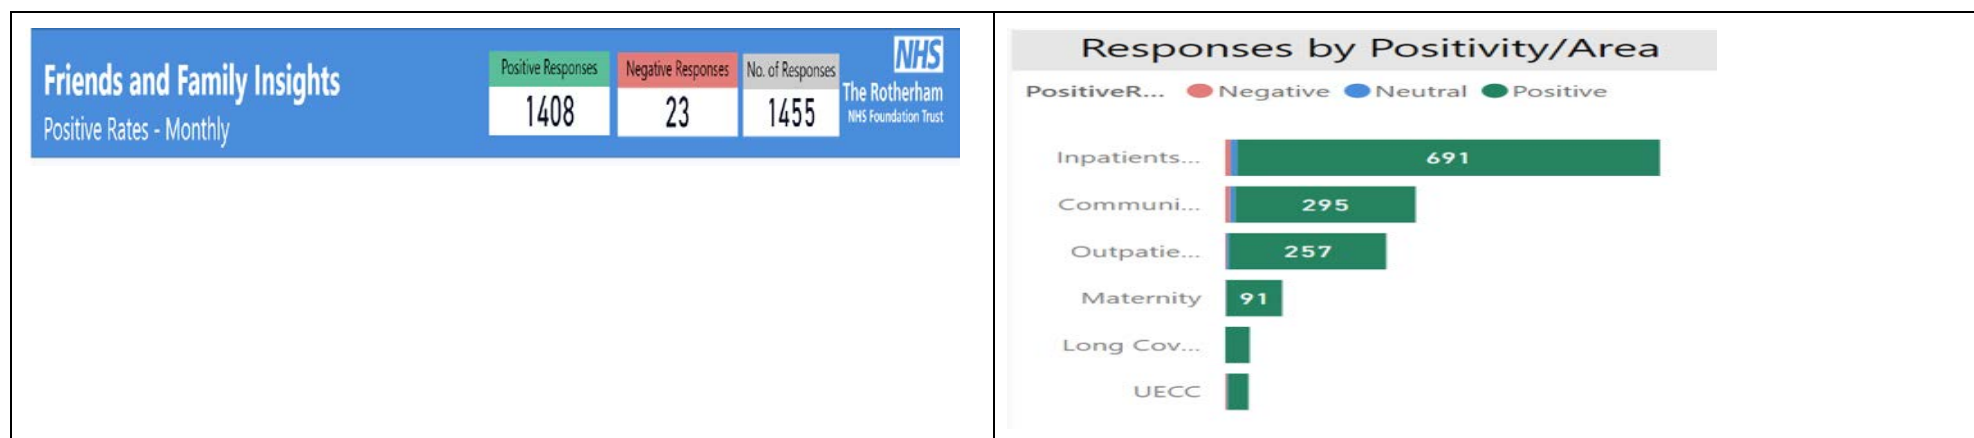 Friends and Family Insights
Positive Rates - Monthly
Positive Responses
1408
Negative Responses
23
No. of Responses
1455
NHS
The Rotherham
NHS Foundation Trust
Responses by Positivity/Area
PositiveR... Negative Neutral Positive
Inpatients... 691
Communi... 295
Outpatie... 257
Maternity 91
Long Cov...
UECC